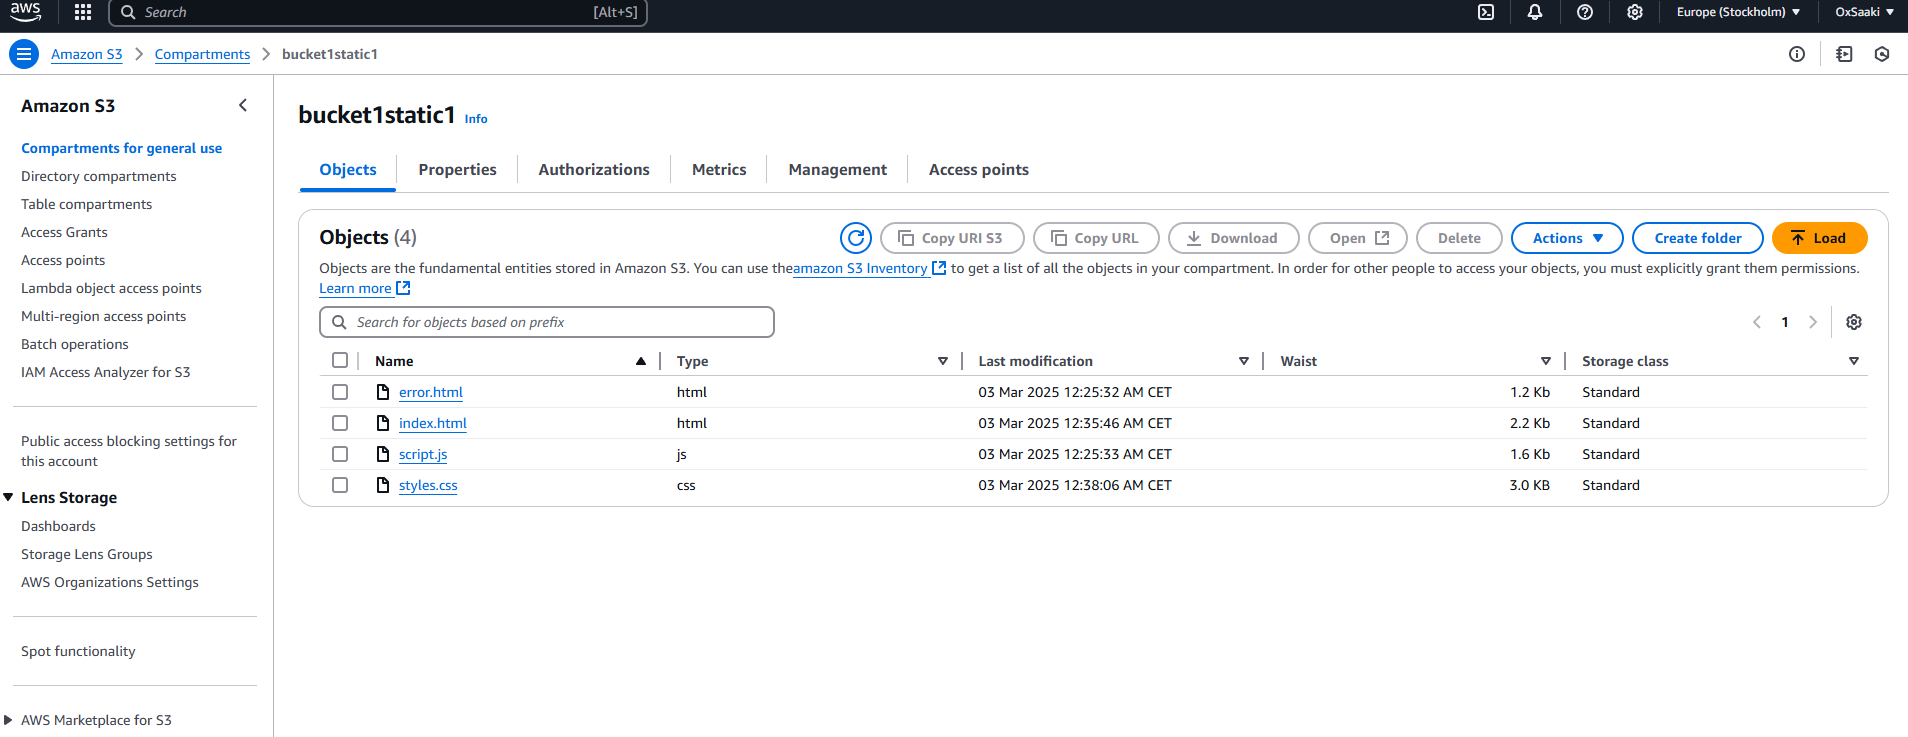 aws
Search
[Alt+S]
Europe (Stockholm)
OxSaaki
Amazon S3
Compartments
bucket1static1
Amazon S3
Compartments for general use
Directory compartments
Table compartments
Access Grants
Access points
Lambda object access points
Multi-region access points
Batch operations
IAM Access Analyzer for S3
Public access blocking settings for
this account
Lens Storage
Dashboards
Storage Lens Groups
AWS Organizations Settings
Spot functionality
AWS Marketplace for S3
bucket1static1 Info
Objects Properties Authorizations Metrics Management Access points
Objects (4)
Copy URI S3 Copy URL Download Open Delete Actions Create folder Load
Objects are the fundamental entities stored in Amazon S3. You can use theamazon S3 Inventory to get a list of all the objects in your compartment. In order for other people to access your objects, you must explicitly grant them permissions.
Learn more
Search for objects based on prefix
1
Name Type Last modification Waist Storage class
error.html html 03 Mar 2025 12:25:32 AM CET 1.2 Kb Standard
index.html html 03 Mar 2025 12:35:46 AM CET 2.2 Kb Standard
script.js js 03 Mar 2025 12:25:33 AM CET 1.6 Kb Standard
styles.css css 03 Mar 2025 12:38:06 AM CET 3.0 KB Standard